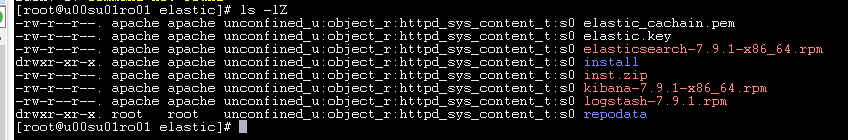 [root@u00su01ro01 elastic]# ls -lZ
-rw-r--r--. apache apache unconfined_u:object_r:httpd_sys_content_t:s0 elastic_cachain.pem
-rw-r--r--. apache apache unconfined_u:object_r:httpd_sys_content_t:s0 elastic.key
-rw-r--r--. apache apache unconfined_u:object_r:httpd_sys_content_t:s0 elasticsearch-7.9.1-x86_64.rpm
drwxr-xr-x. apache apache unconfined_u:object_r:httpd_sys_content_t:s0 install
-rw-r--r--. apache apache unconfined_u:object_r:httpd_sys_content_t:s0 inst.zip
-rw-r--r--. apache apache unconfined_u:object_r:httpd_sys_content_t:s0 kibana-7.9.1-x86_64.rpm
-rw-r--r--. apache apache unconfined_u:object_r:httpd_sys_content_t:s0 logstash-7.9.1.rpm
drwxr-xr-x. root   root   unconfined_u:object_r:httpd_sys_content_t:s0 repodata
[root@u00su01ro01 elastic]#